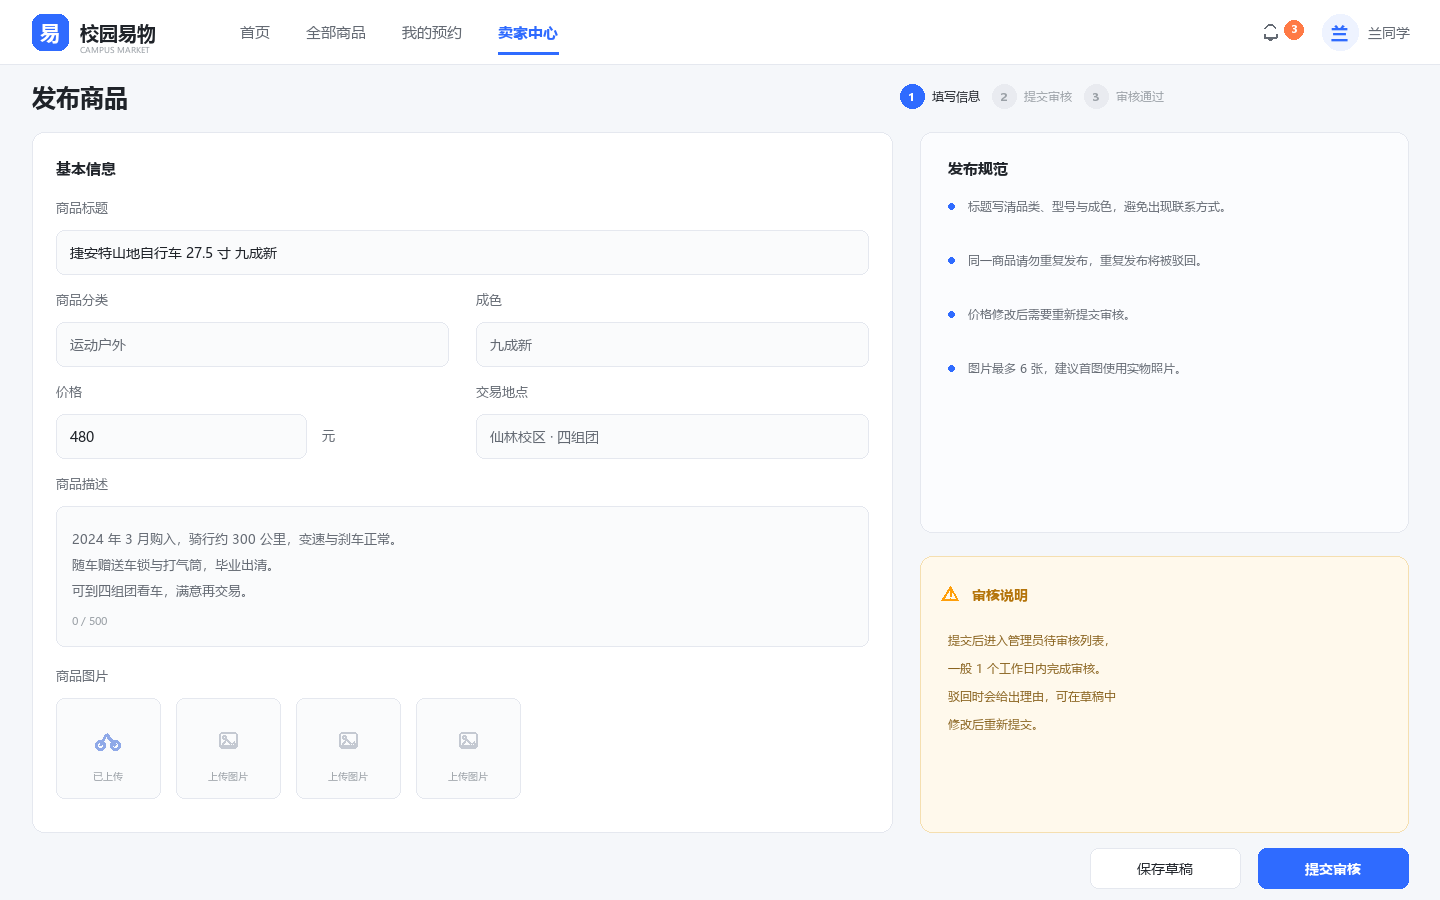 易
校园易物
CAMPUS MARKET
首页
全部商品
我的预约
卖家中心
3
兰
兰同学
发布商品
1 填写信息
2 提交审核
3 审核通过
基本信息
商品标题
捷安特山地自行车 27.5 寸 九成新
商品分类
成色
运动户外
九成新
价格
交易地点
480
元
仙林校区 · 四组团
商品描述
2024 年 3 月购入，骑行约 300 公里，变速与刹车正常。
随车赠送车锁与打气筒，毕业出清。
可到四组团看车，满意再交易。
0 / 500
商品图片
已上传
上传图片
上传图片
上传图片
发布规范
标题写清品类、型号与成色，避免出现联系方式。
同一商品请勿重复发布，重复发布将被驳回。
价格修改后需要重新提交审核。
图片最多 6 张，建议首图使用实物照片。
审核说明
提交后进入管理员待审核列表，
一般 1 个工作日内完成审核。
驳回时会给出理由，可在草稿中
修改后重新提交。
保存草稿
提交审核